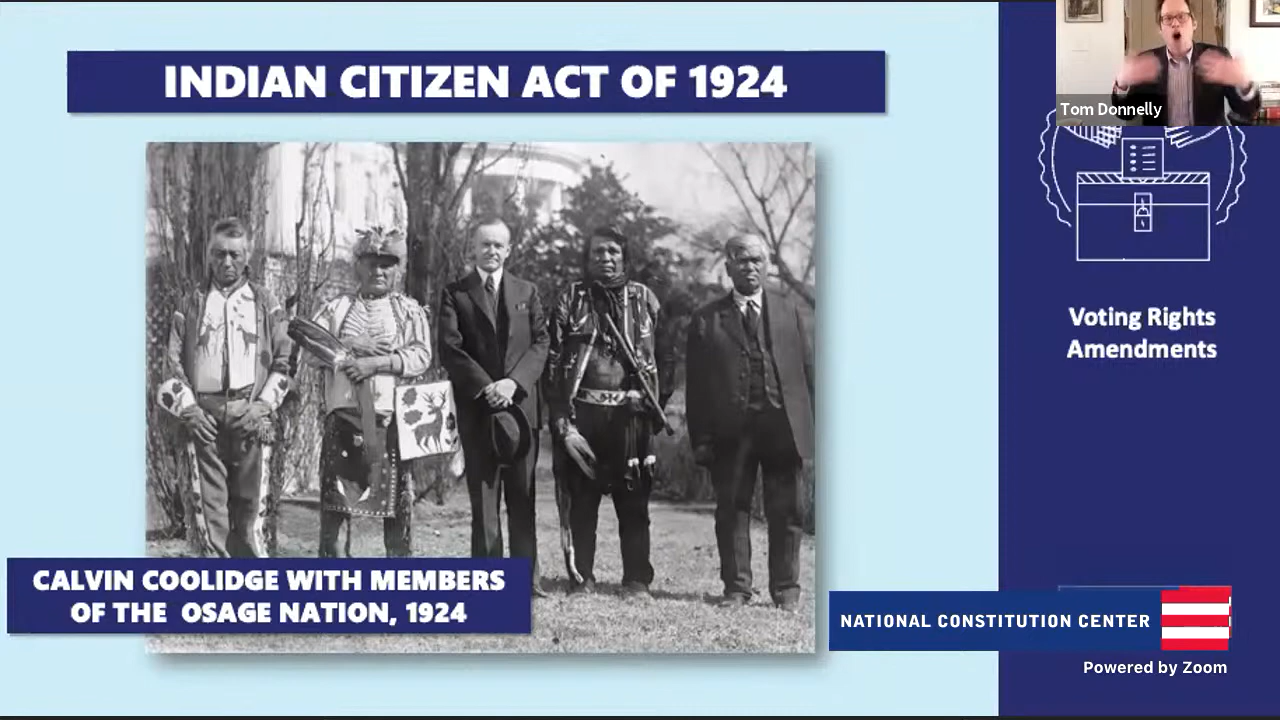 INDIAN CITIZEN ACT OF 1924
Tom Donnelly
Voting Rights
Amendments
CALVIN COOLIDGE WITH MEMBERS
OF THE OSAGE NATION, 1924
NATIONAL CONSTITUTION CENTER
Powered by Zoom